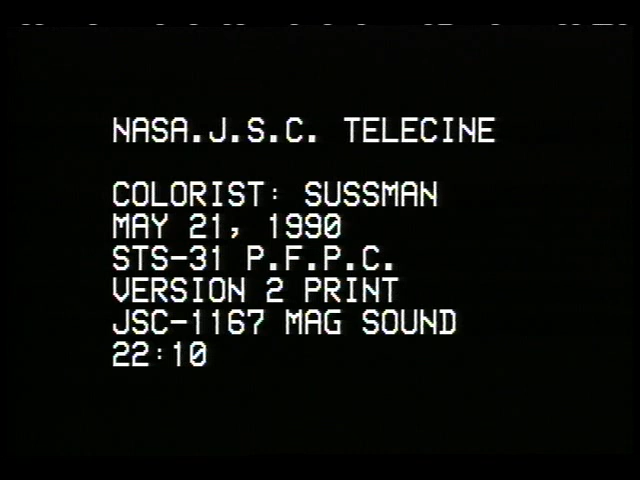 NASA.J.S.C. TELECINE
COLORIST: SUSSMAN
MAY 21, 1990
STS-31 P.F.P.C.
VERSION 2 PRINT
JSC-1167 MAG SOUND
22:10